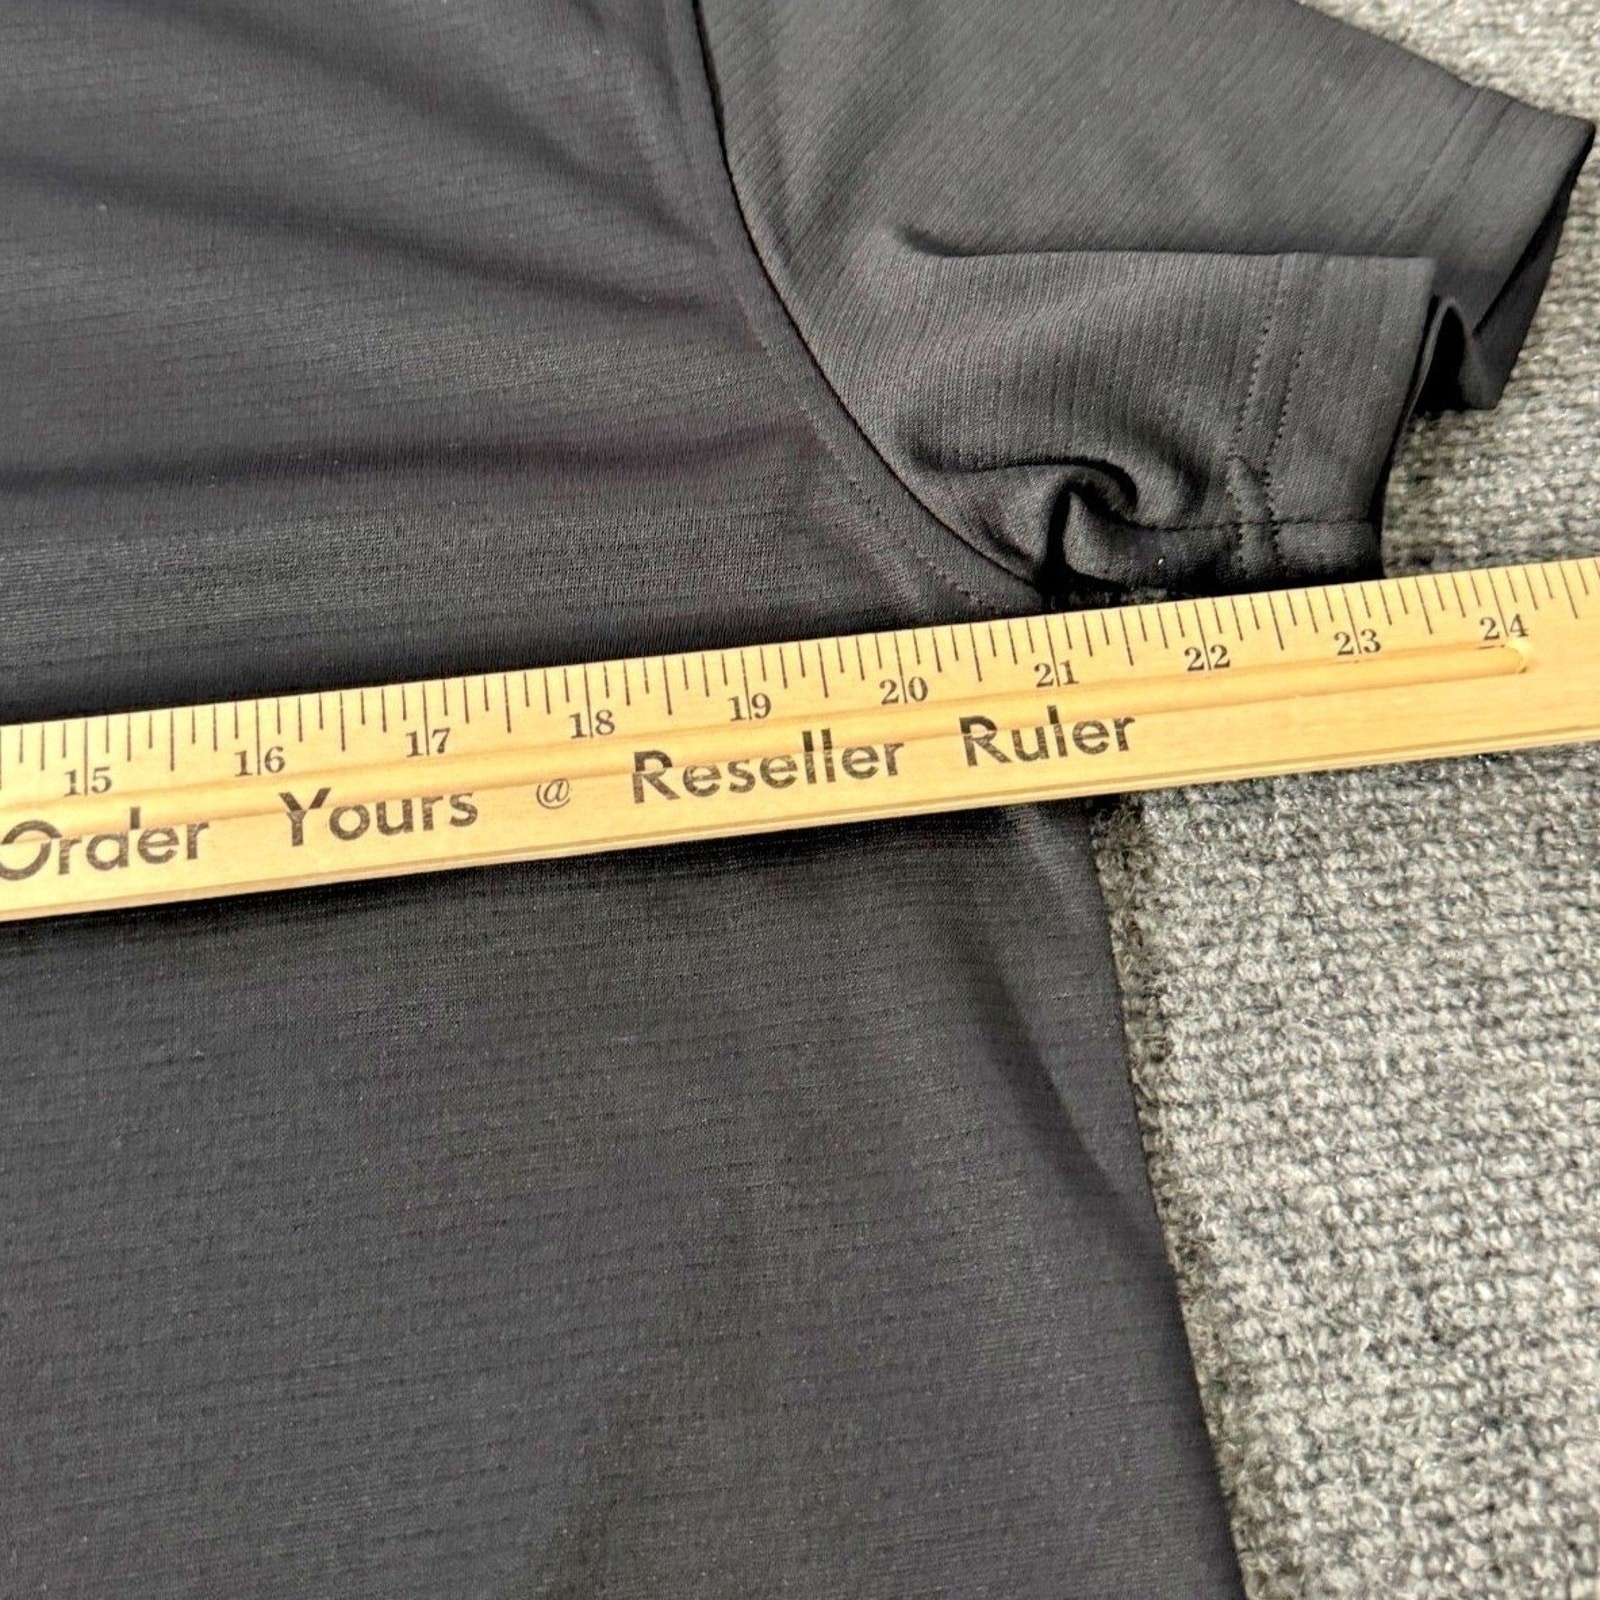 15 16 17 18 19 20 21 22 23 24
Order Yours @ Reseller Ruler